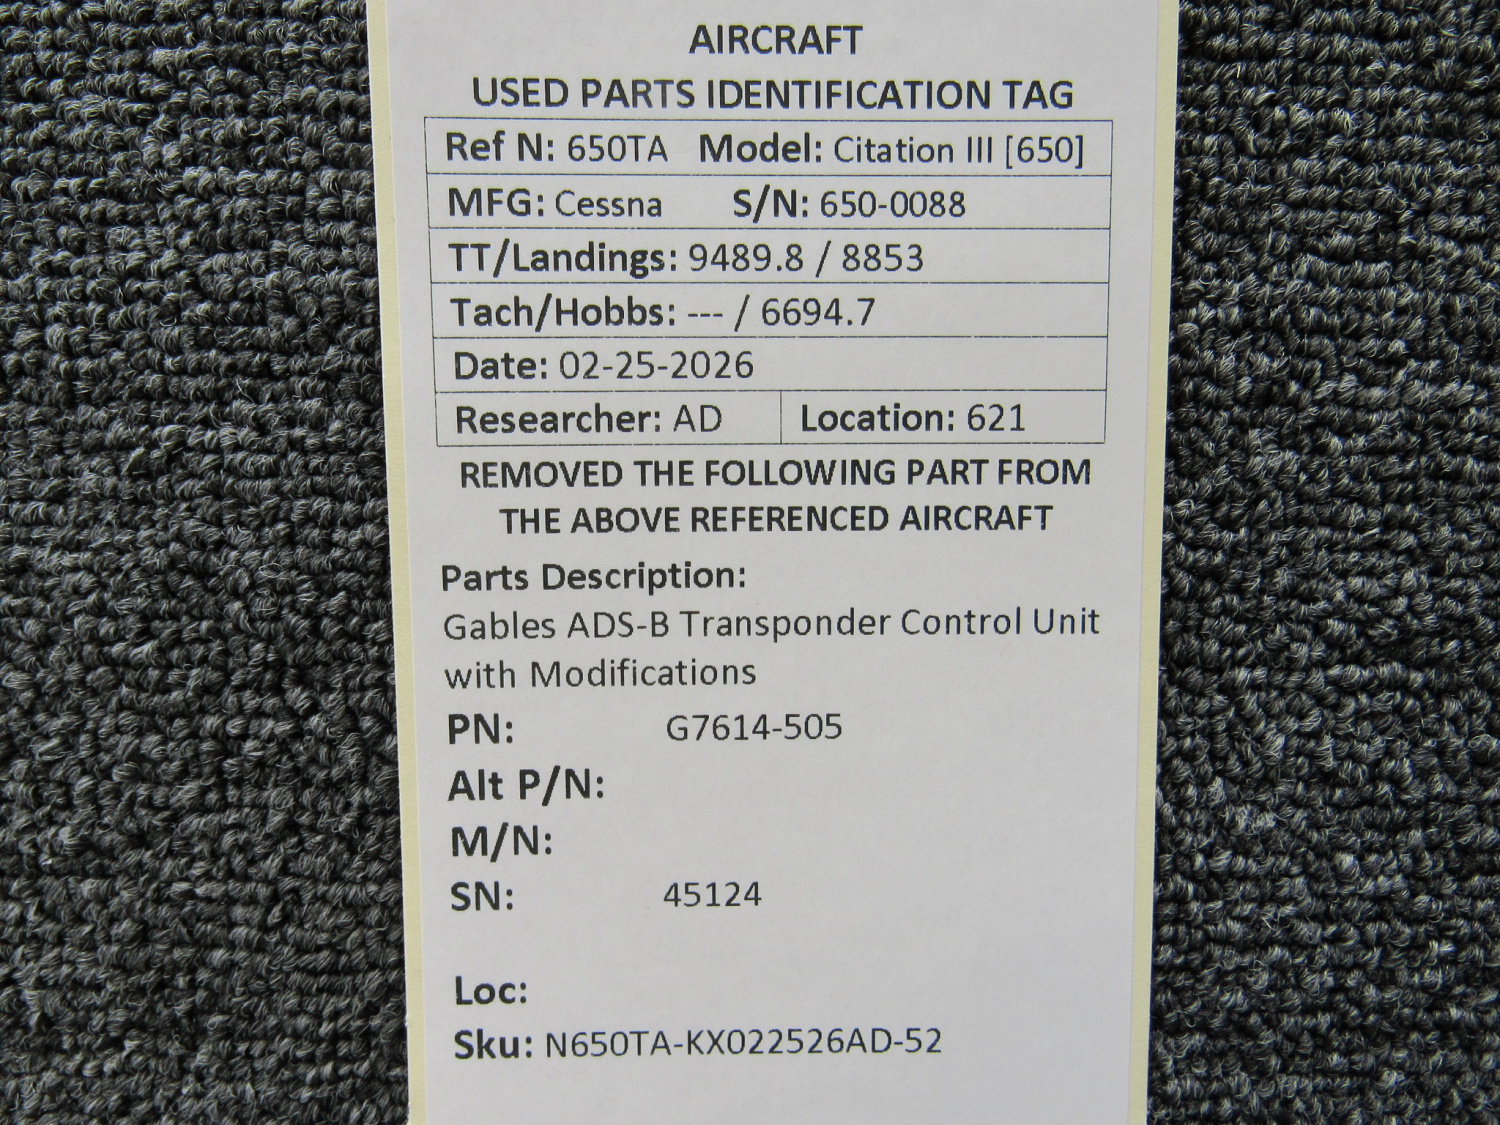 AIRCRAFT
USED PARTS IDENTIFICATION TAG
Ref N: 650TA Model: Citation III [650]
MFG: Cessna S/N: 650-0088
TT/Landings: 9489.8 / 8853
Tach/Hobbs: --- / 6694.7
Date: 02-25-2026
Researcher: AD Location: 621
REMOVED THE FOLLOWING PART FROM
THE ABOVE REFERENCED AIRCRAFT
Parts Description:
Gables ADS-B Transponder Control Unit
with Modifications
PN: G7614-505
Alt P/N:
M/N:
SN: 45124
Loc:
Sku: N650TA-KX022526AD-52